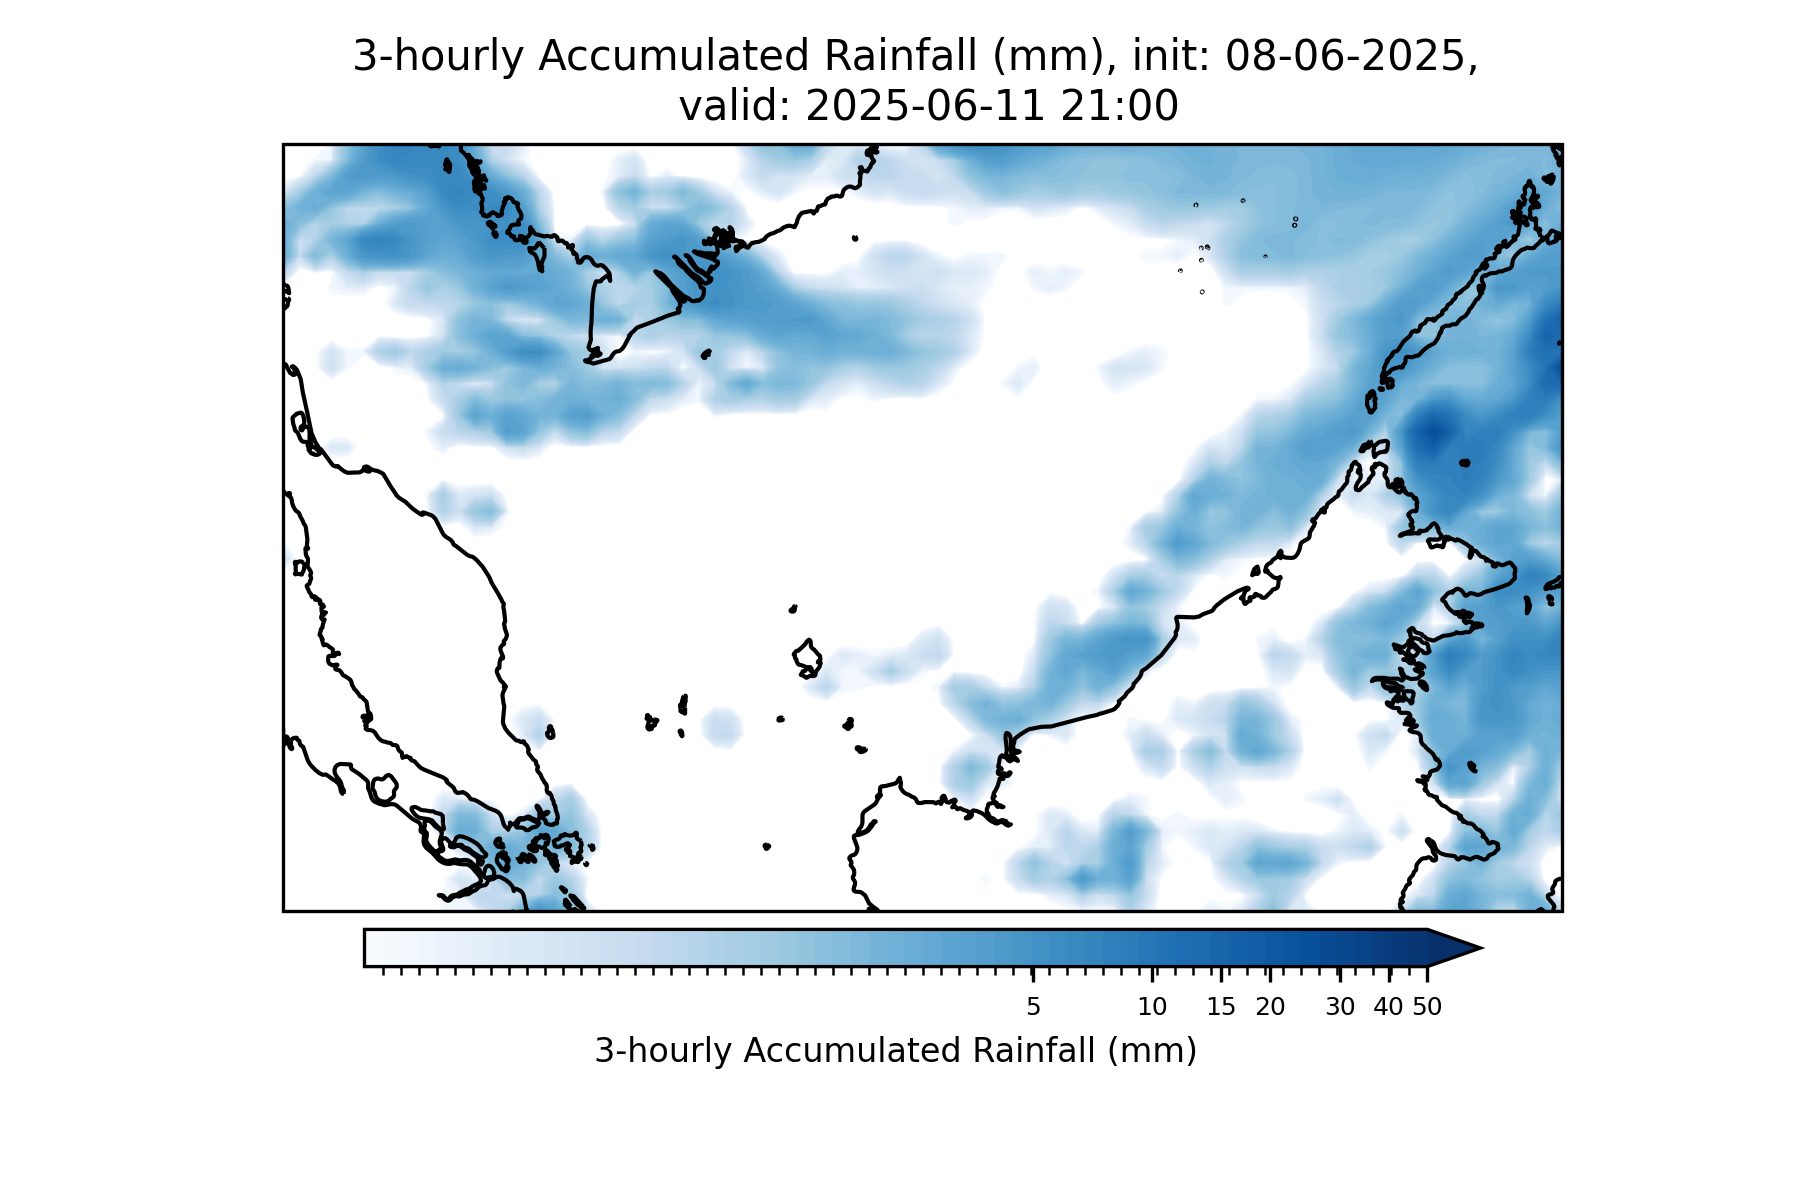 3-hourly Accumulated Rainfall (mm), init: 08-06-2025,
valid: 2025-06-11 21:00
5 10 15 20 30 40 50
3-hourly Accumulated Rainfall (mm)